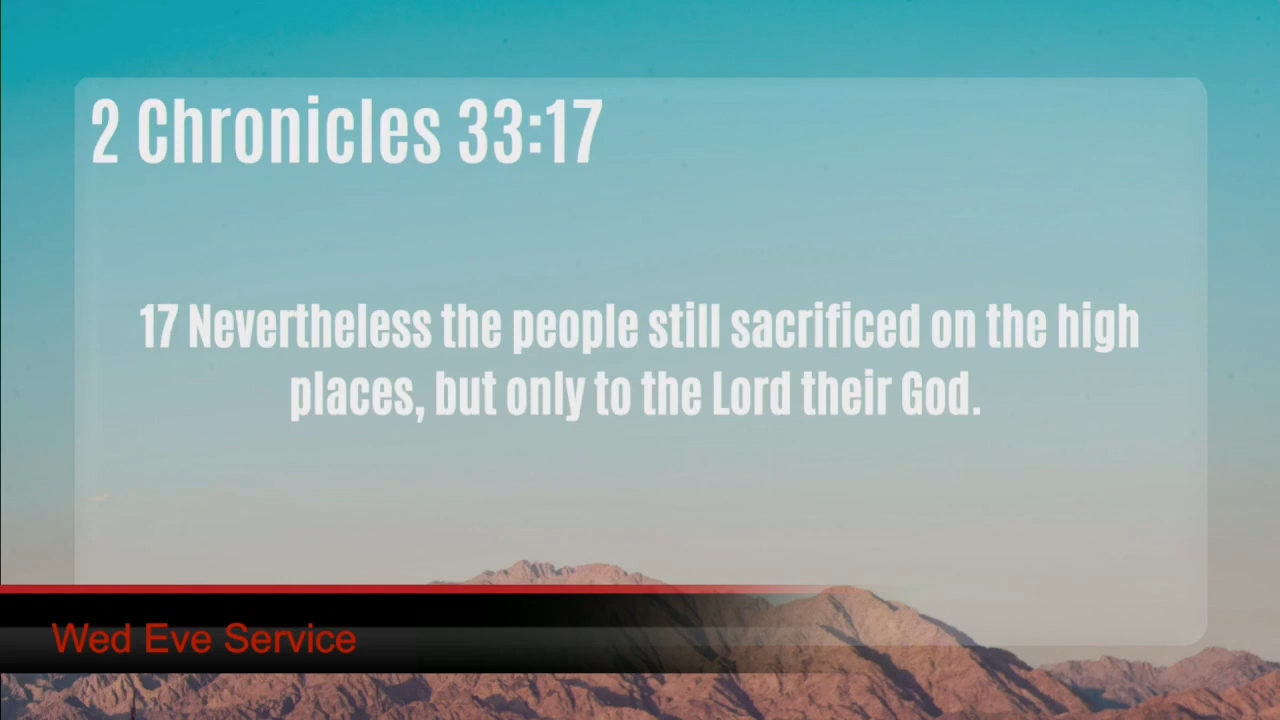 2 Chronicles 33:17
17 Nevertheless the people still sacrificed on the high
places, but only to the Lord their God.
Wed Eve Service